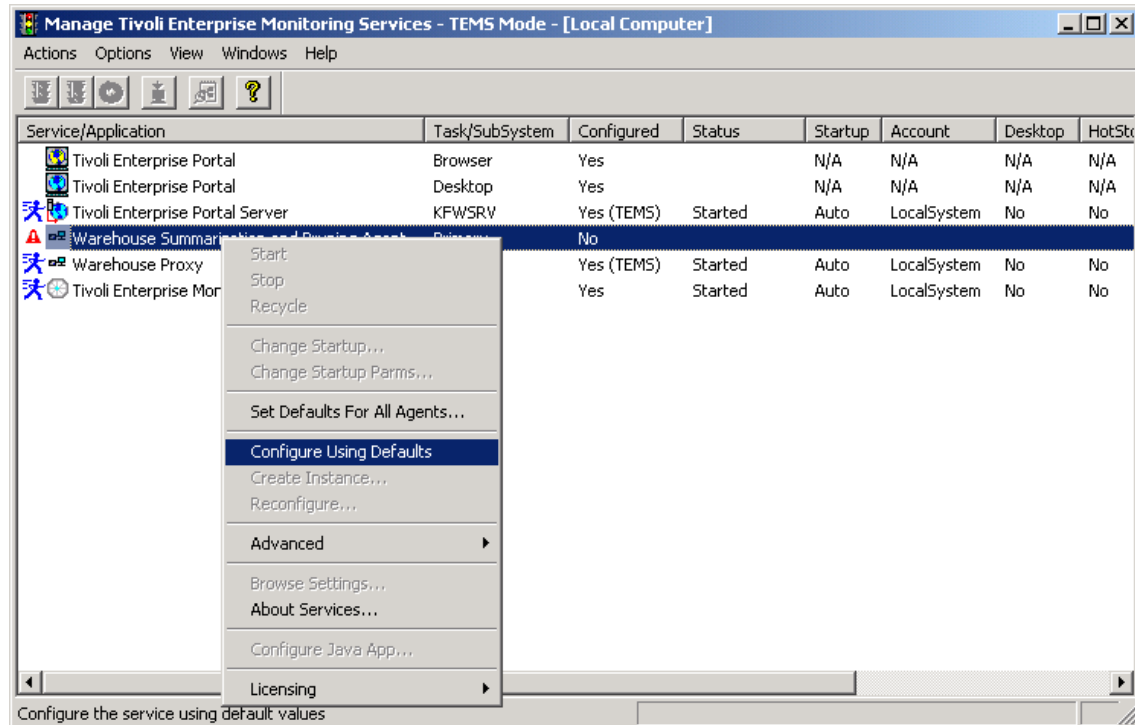 Manage Tivoli Enterprise Monitoring Services - TEMS Mode - [Local Computer]
Actions Options View Windows Help
Service/Application Task/SubSystem Configured Status Startup Account Desktop HotSt
Tivoli Enterprise Portal Browser Yes N/A N/A N/A N/A
Tivoli Enterprise Portal Desktop Yes N/A N/A N/A N/A
Tivoli Enterprise Portal Server KFWSRV Yes (TEMS) Started Auto LocalSystem No No
Warehouse Summarization and Pruning Agent Primary No
Warehouse Proxy Yes (TEMS) Started Auto LocalSystem No No
Tivoli Enterprise Mon Yes Started Auto LocalSystem No No
Start
Stop
Recycle
Change Startup...
Change Startup Parms...
Set Defaults For All Agents...
Configure Using Defaults
Create Instance...
Reconfigure...
Advanced
Browse Settings...
About Services...
Configure Java App...
Licensing
Configure the service using default values